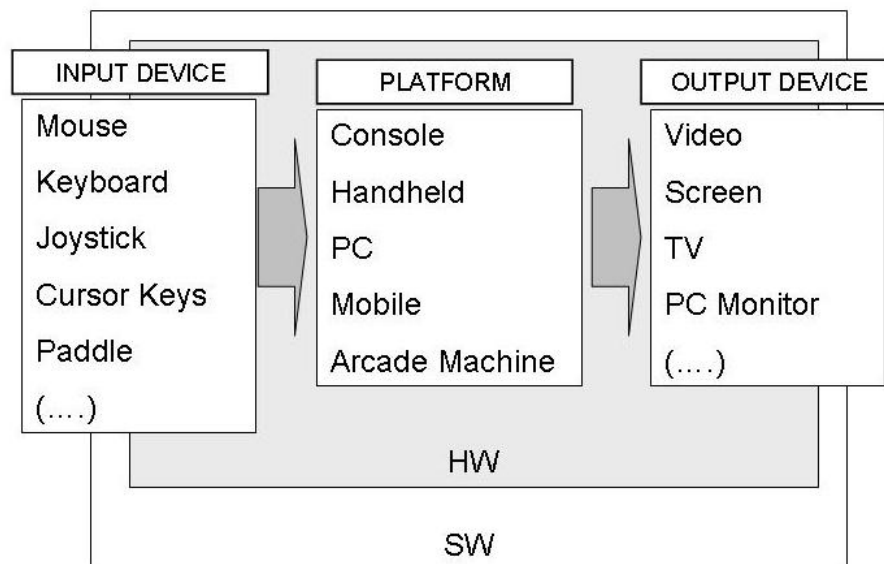 INPUT DEVICE
Mouse
Keyboard
Joystick
Cursor Keys
Paddle
(....)
PLATFORM
Console
Handheld
PC
Mobile
Arcade Machine
OUTPUT DEVICE
Video
Screen
TV
PC Monitor
(....)
HW
SW